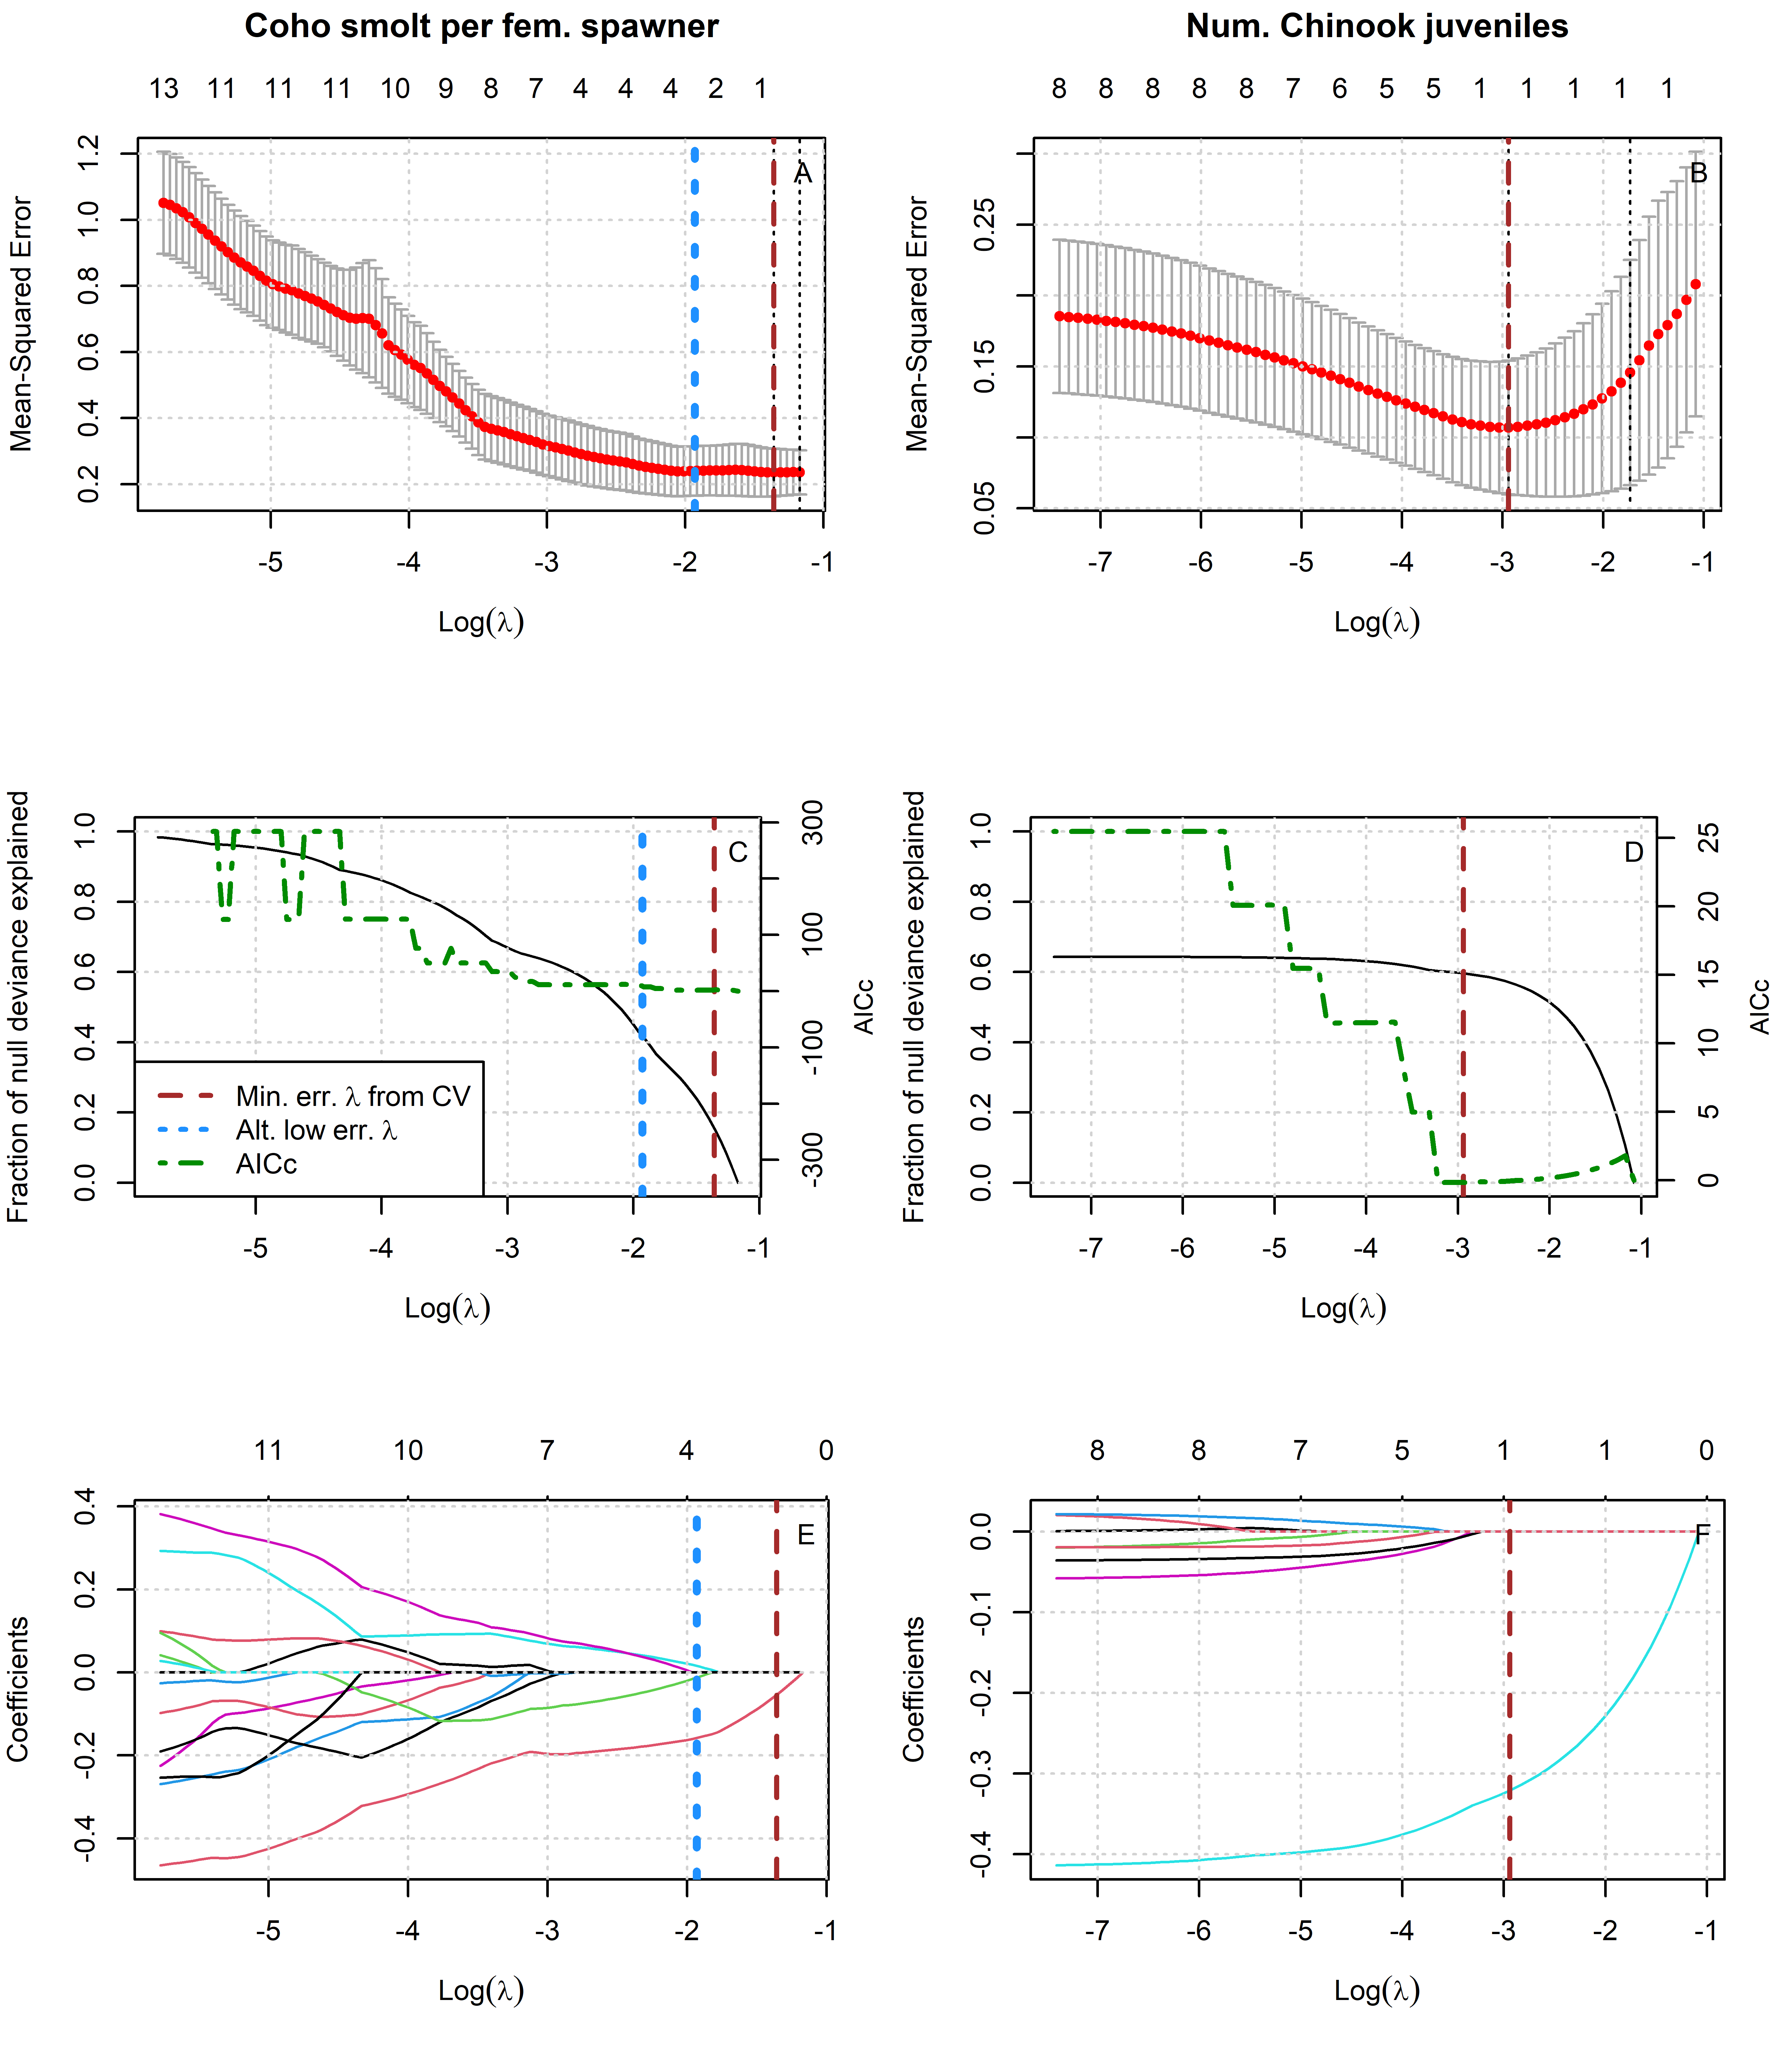 Coho smolt per fem. spawner
13 11 11 11 10 9 8 7 4 4 4 2 1
A
Mean-Squared Error
1.2
1.0
0.8
0.6
0.4
0.2
-5 -4 -3 -2 -1
Log(λ)
Num. Chinook juveniles
8 8 8 8 8 7 6 5 5 1 1 1 1 1
B
Mean-Squared Error
0.25
0.15
0.05
-7 -6 -5 -4 -3 -2 -1
Log(λ)
C
Fraction of null deviance explained
1.0
0.8
0.6
0.4
0.2
0.0
300
100
-100
-300
AICc
Min. err. λ from CV
Alt. low err. λ
AICc
-5 -4 -3 -2 -1
Log(λ)
D
Fraction of null deviance explained
1.0
0.8
0.6
0.4
0.2
0.0
25
20
15
10
5
0
AICc
-7 -6 -5 -4 -3 -2 -1
Log(λ)
11 10 7 4 0
E
Coefficients
0.4
0.2
0.0
-0.2
-0.4
-5 -4 -3 -2 -1
Log(λ)
8 8 7 5 1 1 0
F
Coefficients
0.0
-0.1
-0.2
-0.3
-0.4
-7 -6 -5 -4 -3 -2 -1
Log(λ)